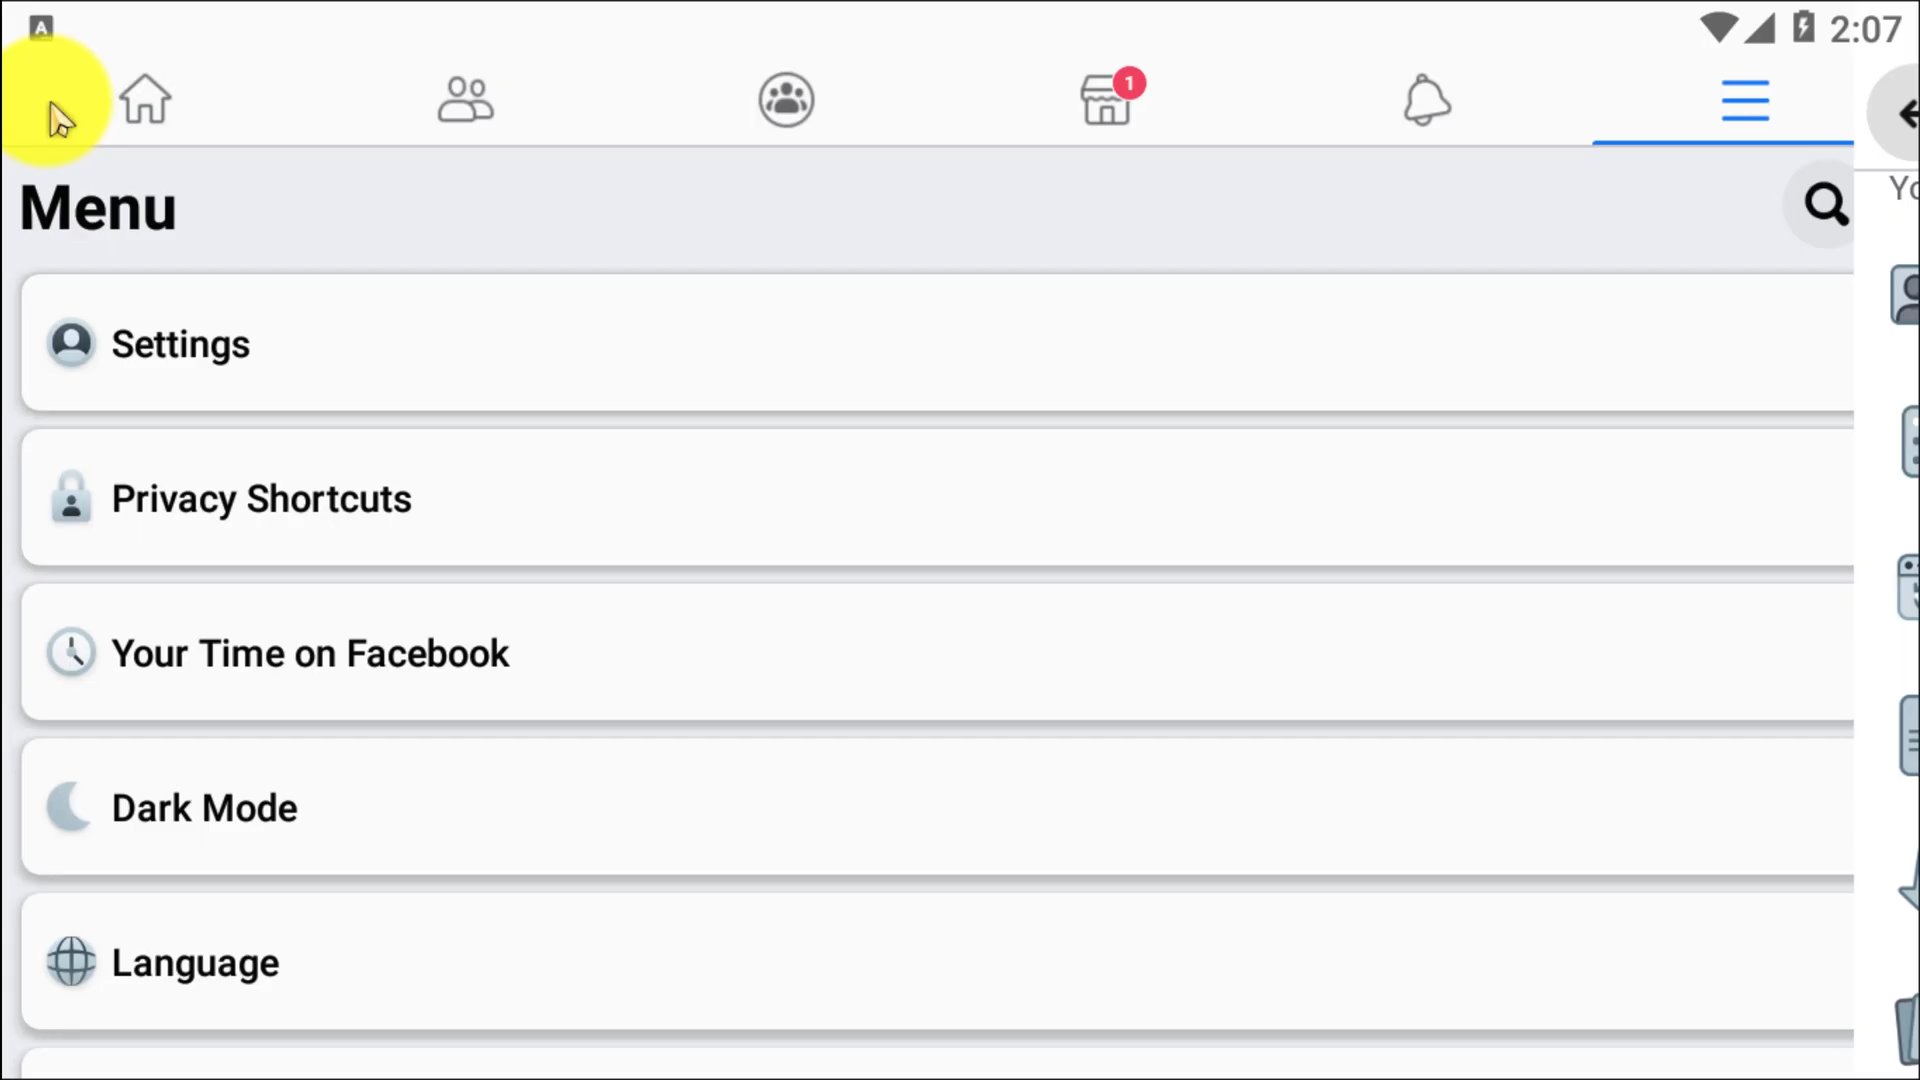 A
2:07
1
Menu
Settings
Privacy Shortcuts
Your Time on Facebook
Dark Mode
Language